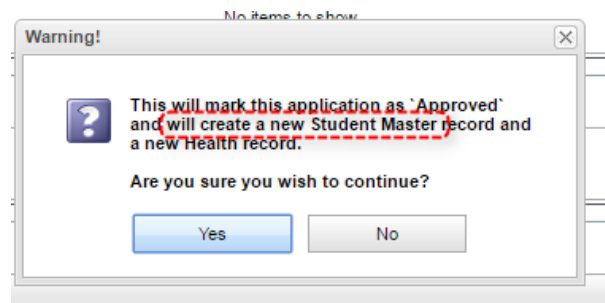 No items to show
Warning!
This will mark this application as `Approved`
and will create a new Student Master record and
a new Health record.
Are you sure you wish to continue?
Yes
No